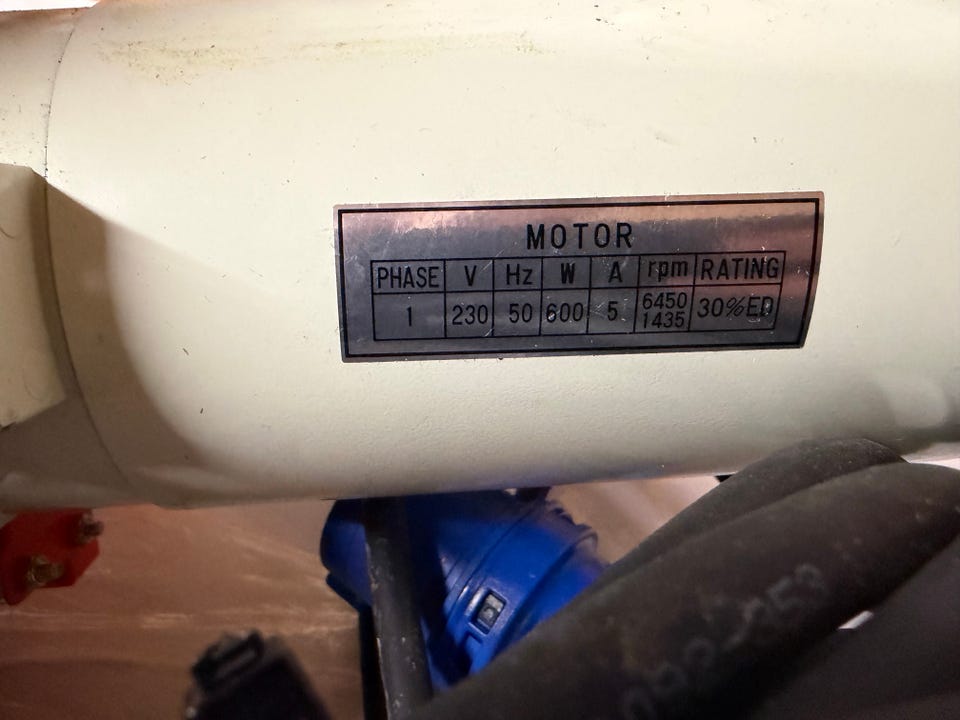 MOTOR
PHASE V Hz W A rpm RATING
1 230 50 600 5 6450 1435 30%ED